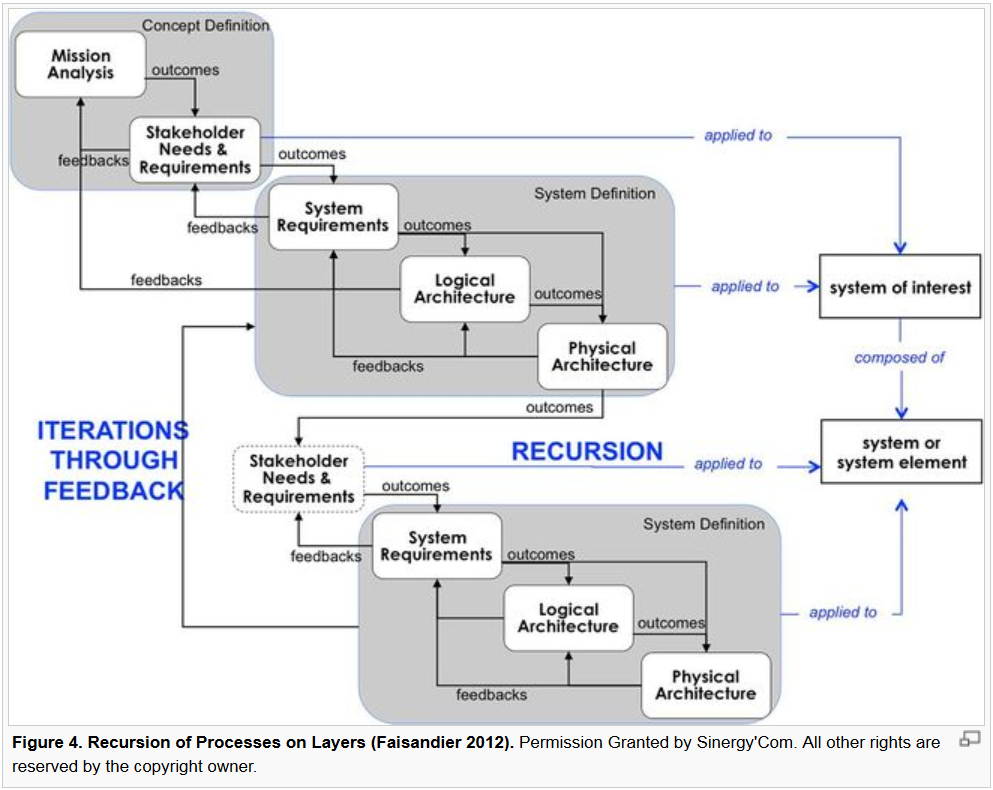 Concept Definition
Mission
Analysis
outcomes
Stakeholder
Needs &
Requirements
feedbacks
outcomes
applied to
System Definition
System
Requirements
feedbacks
outcomes
feedbacks
Logical
Architecture
outcomes
applied to
system of interest
Physical
Architecture
feedbacks
composed of
outcomes
ITERATIONS
THROUGH
FEEDBACK
RECURSION
Stakeholder
Needs &
Requirements
applied to
system or
system element
outcomes
System Definition
System
Requirements
feedbacks
outcomes
Logical
Architecture
outcomes
applied to
Physical
Architecture
feedbacks
Figure 4. Recursion of Processes on Layers (Faisandier 2012). Permission Granted by Sinergy'Com. All other rights are
reserved by the copyright owner.